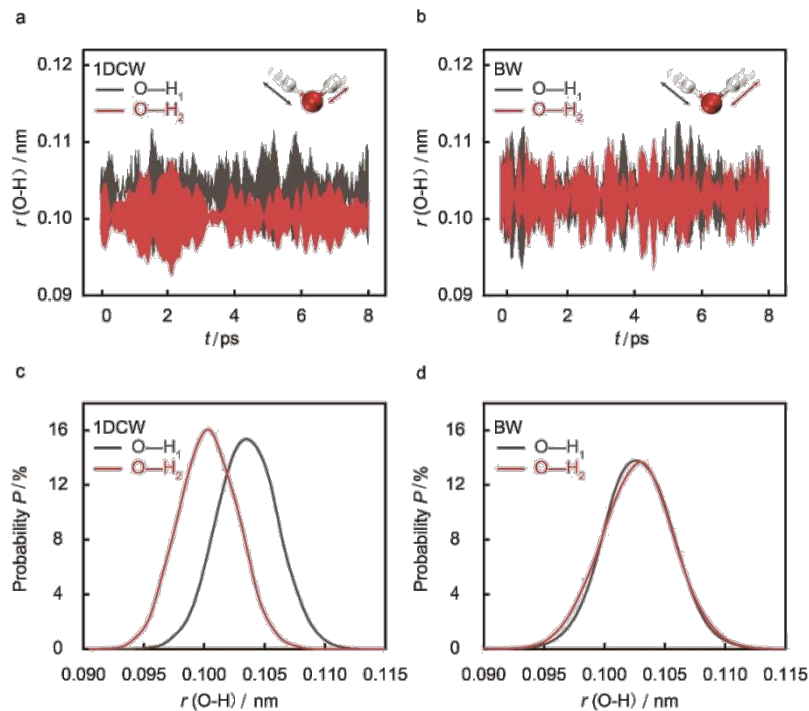 a
1DCW
O—H₁
O—H₂
r (O-H) / nm
0.12
0.11
0.10
0.09
0 2 4 6 8
t/ps
b
BW
O—H₁
O—H₂
r (O-H) / nm
0.12
0.11
0.10
0.09
0 2 4 6 8
t/ps
c
1DCW
O—H₁
O—H₂
Probability P/%
16
12
8
4
0
0.090 0.095 0.100 0.105 0.110 0.115
r (O-H) / nm
d
BW
O—H₁
O—H₂
Probability P/%
16
12
8
4
0
0.090 0.095 0.100 0.105 0.110 0.115
r (O-H) / nm